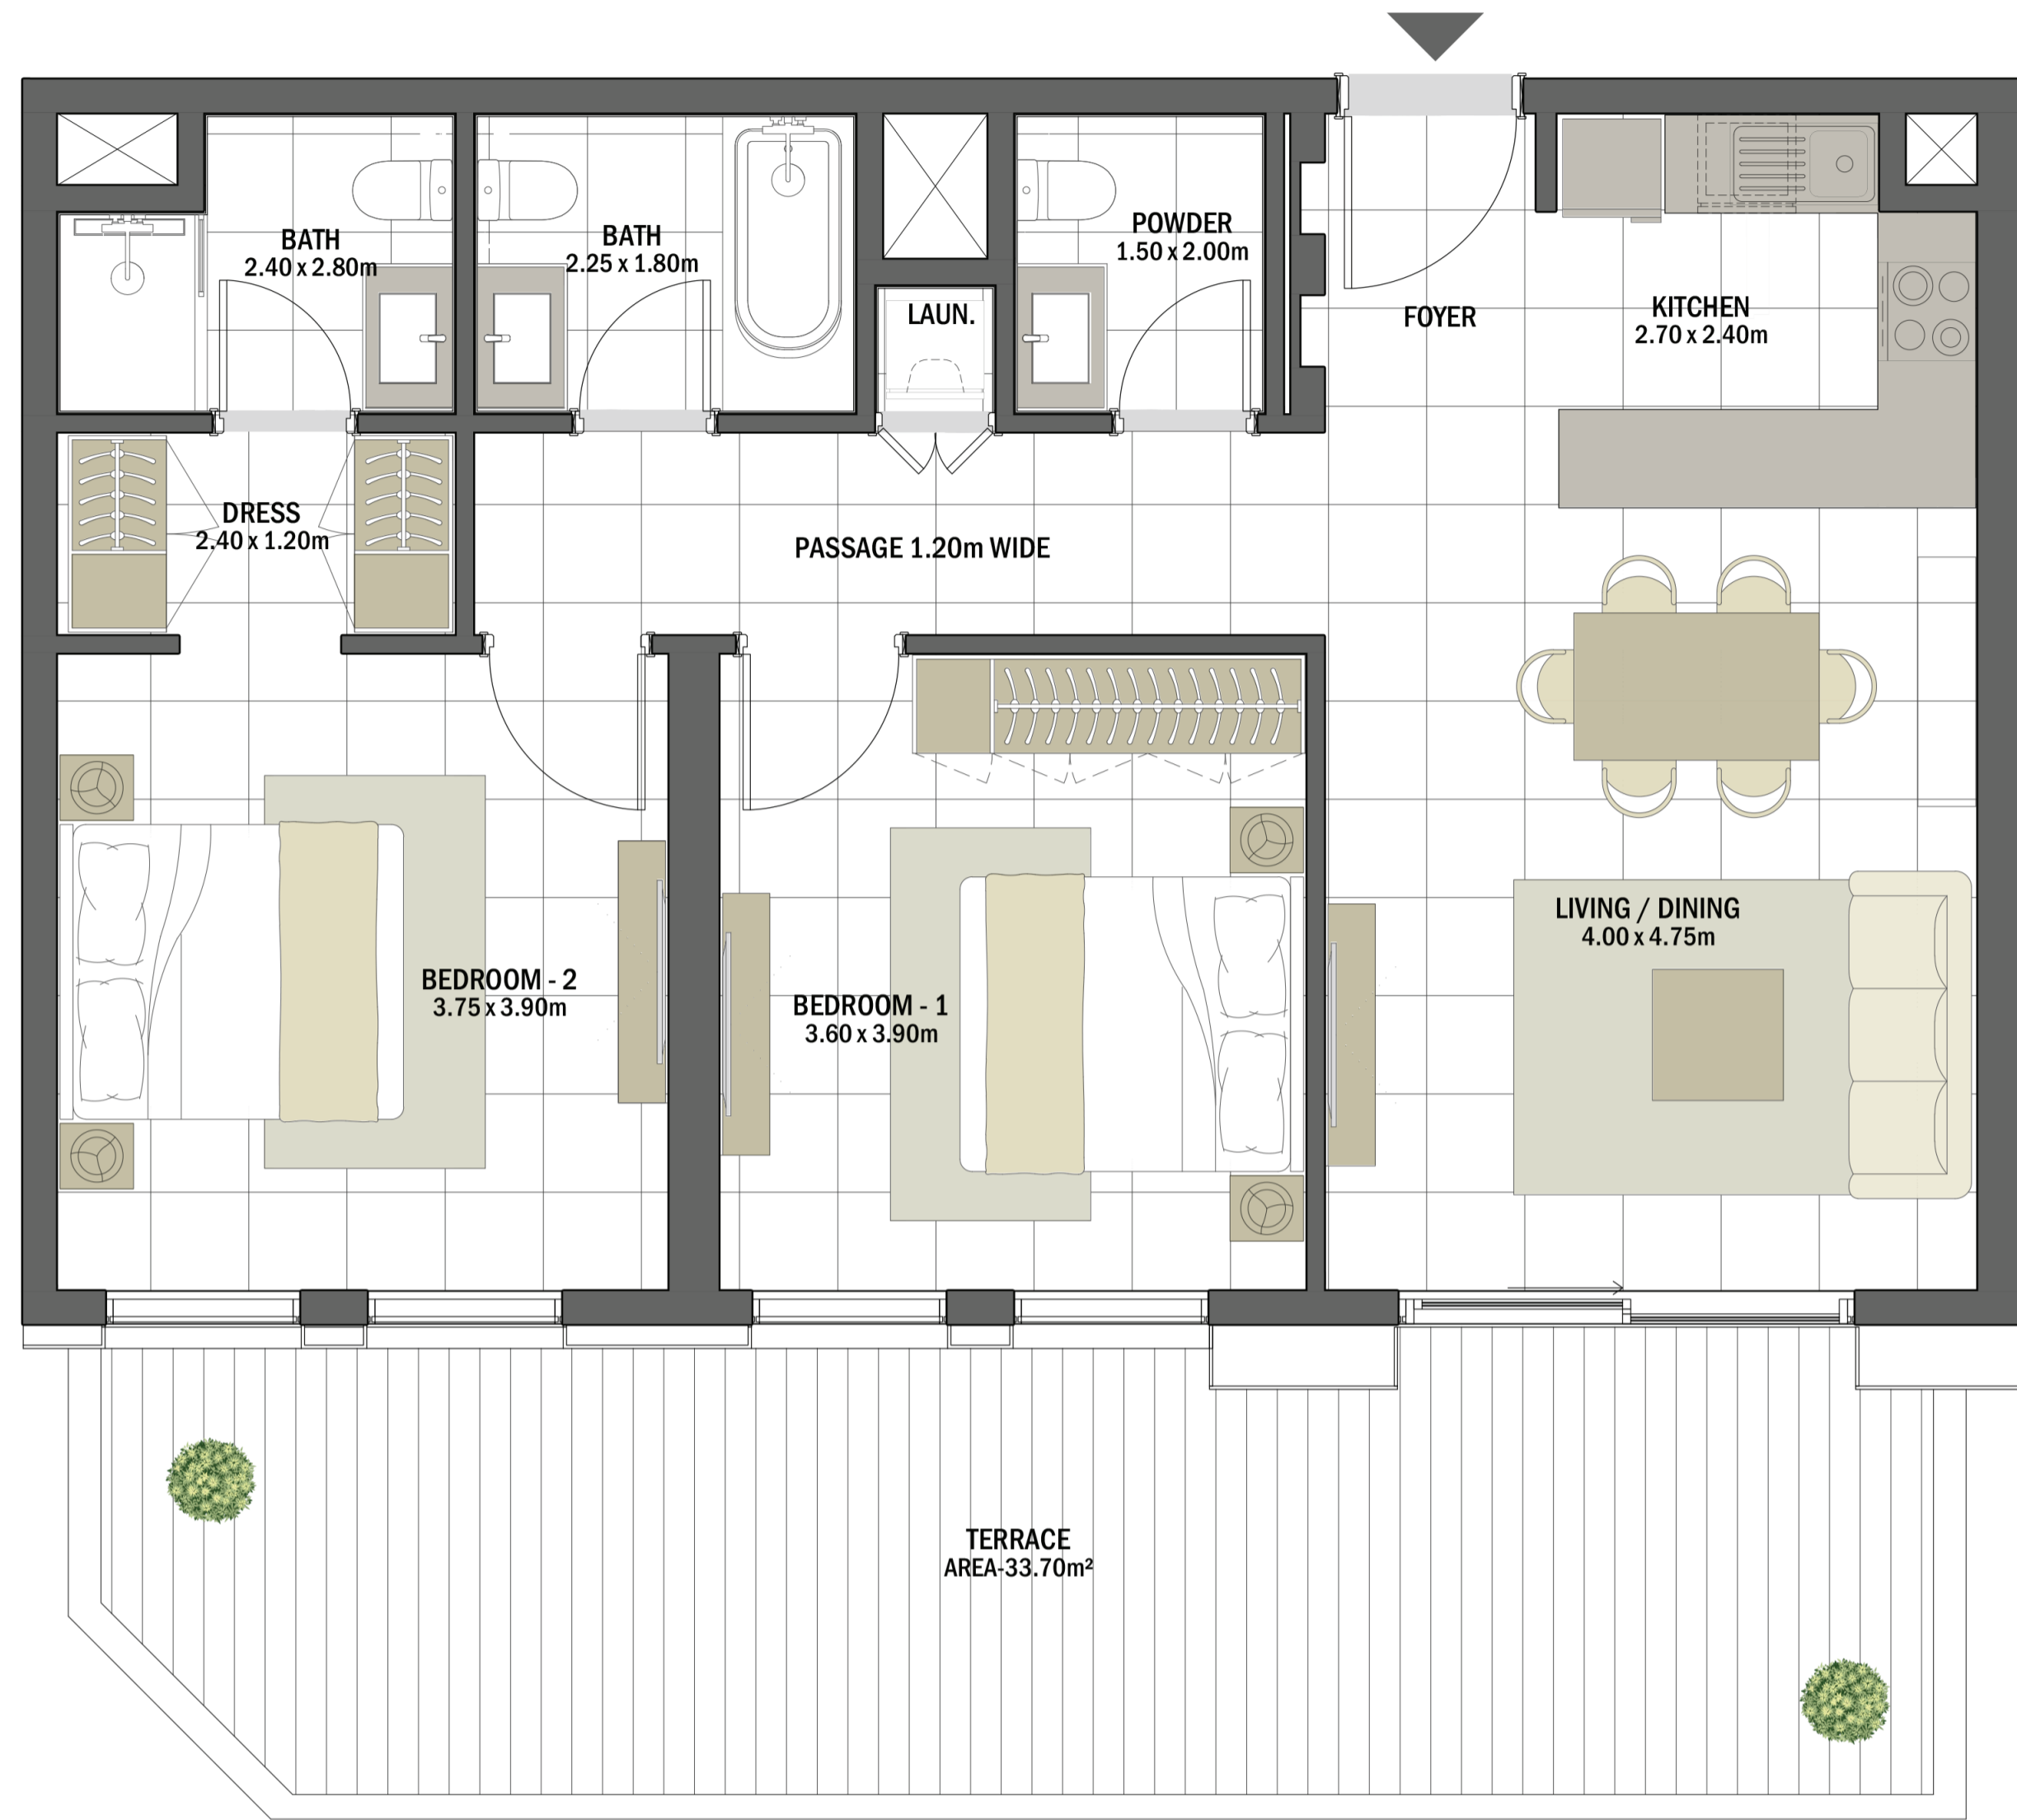 BATH
2.40 x 2.80m
BATH
2.25 x 1.80m
POWDER
1.50 x 2.00m
LAUN.
FOYER
KITCHEN
2.70 x 2.40m
DRESS
2.40 x 1.20m
PASSAGE 1.20m WIDE
LIVING / DINING
4.00 x 4.75m
BEDROOM - 2
3.75 x 3.90m
BEDROOM - 1
3.60 x 3.90m
TERRACE
AREA-33.70m²